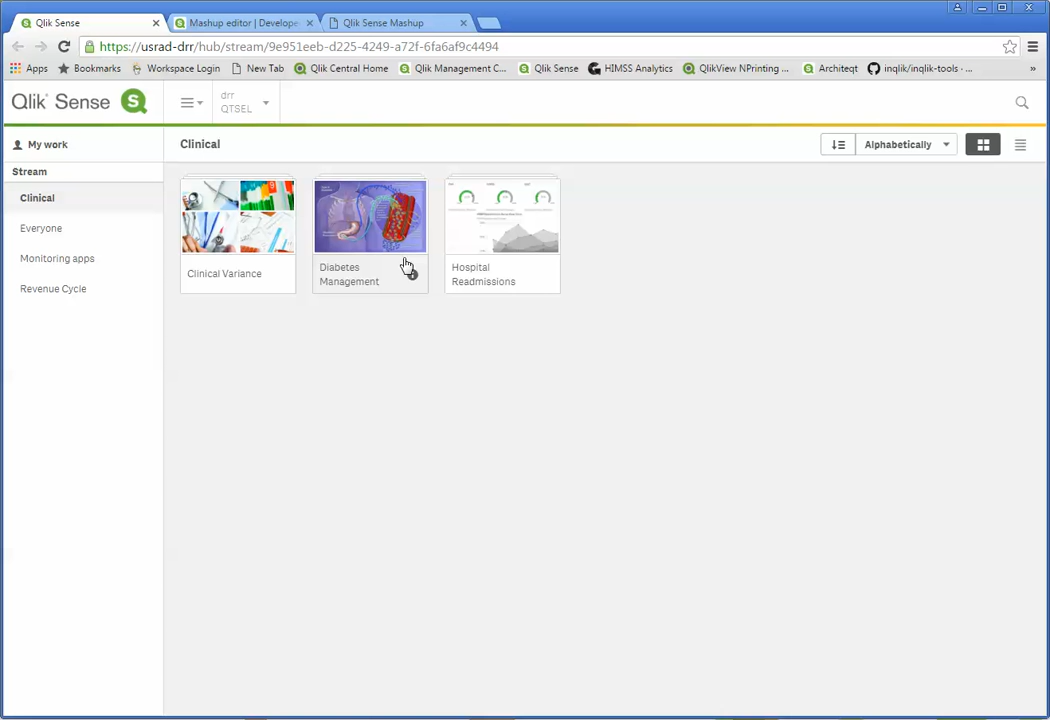 Qlik Sense
Mashup editor | Develope
Qlik Sense Mashup
https://usrad-drr/hub/stream/9e951eeb-d225-4249-a72f-6fa6af9c4494
Apps
Bookmarks
Workspace Login
New Tab
Qlik Central Home
Qlik Management C...
Qlik Sense
HIMSS Analytics
QlikView NPrinting ...
Architeqt
inqlik/inqlik-tools · ...
»
Qlik Sense
drr
QTSEL
My work
Clinical
Alphabetically
Stream
Clinical
Everyone
Monitoring apps
Revenue Cycle
Clinical Variance
Diabetes
Management
Hospital
Readmissions